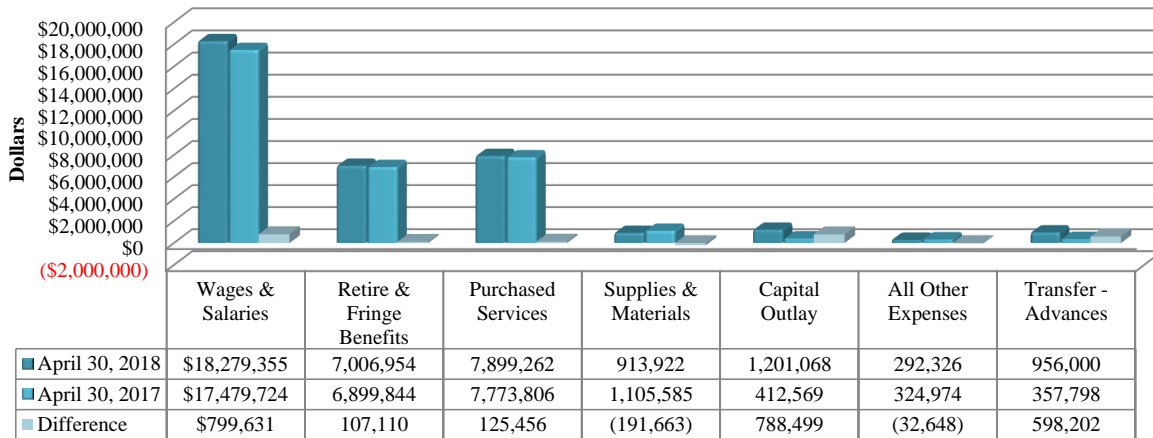 Dollars
$20,000,000
$18,000,000
$16,000,000
$14,000,000
$12,000,000
$10,000,000
$8,000,000
$6,000,000
$4,000,000
$2,000,000
$0
($2,000,000)
Wages &
Salaries
Retire &
Fringe
Benefits
Purchased
Services
Supplies &
Materials
Capital
Outlay
All Other
Expenses
Transfer -
Advances
April 30, 2018 $18,279,355 7,006,954 7,899,262 913,922 1,201,068 292,326 956,000
April 30, 2017 $17,479,724 6,899,844 7,773,806 1,105,585 412,569 324,974 357,798
Difference $799,631 107,110 125,456 (191,663) 788,499 (32,648) 598,202